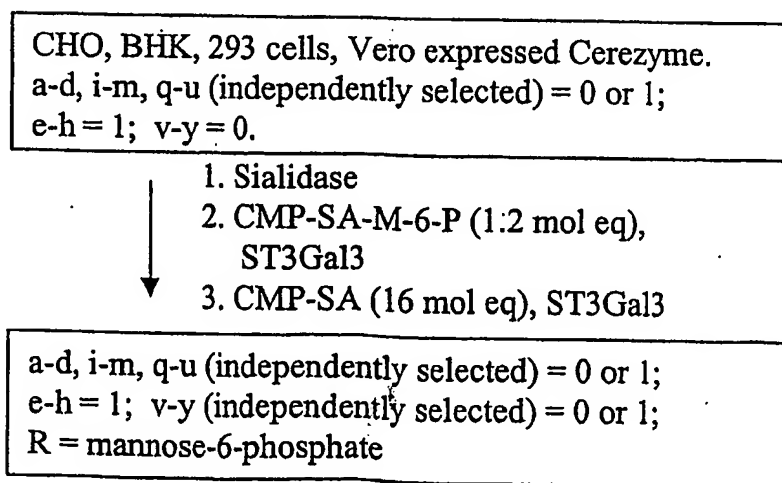 CHO, BHK, 293 cells, Vero expressed Cerezyme.
a-d, i-m, q-u (independently selected) = 0 or 1;
e-h = 1; v-y = 0.
1. Sialidase
2. CMP-SA-M-6-P (1:2 mol eq),
ST3Gal3
3. CMP-SA (16 mol eq), ST3Gal3
a-d, i-m, q-u (independently selected) = 0 or 1;
e-h = 1; v-y (independently selected) = 0 or 1;
R = mannose-6-phosphate